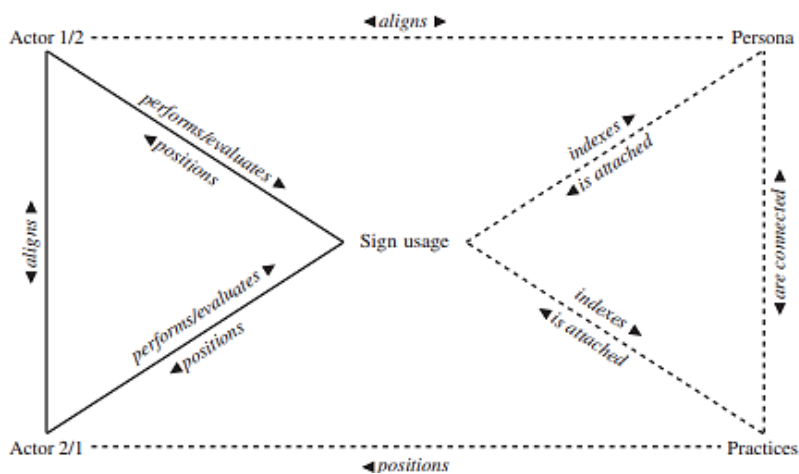 ◄aligns►
Actor 1/2
Persona
performs/evaluates►
◄positions
indexes►
◄is attached
◄aligns►
Sign usage
◄are connected►
performs/evaluates►
◄positions
indexes►
◄is attached
Actor 2/1
Practices
◄positions